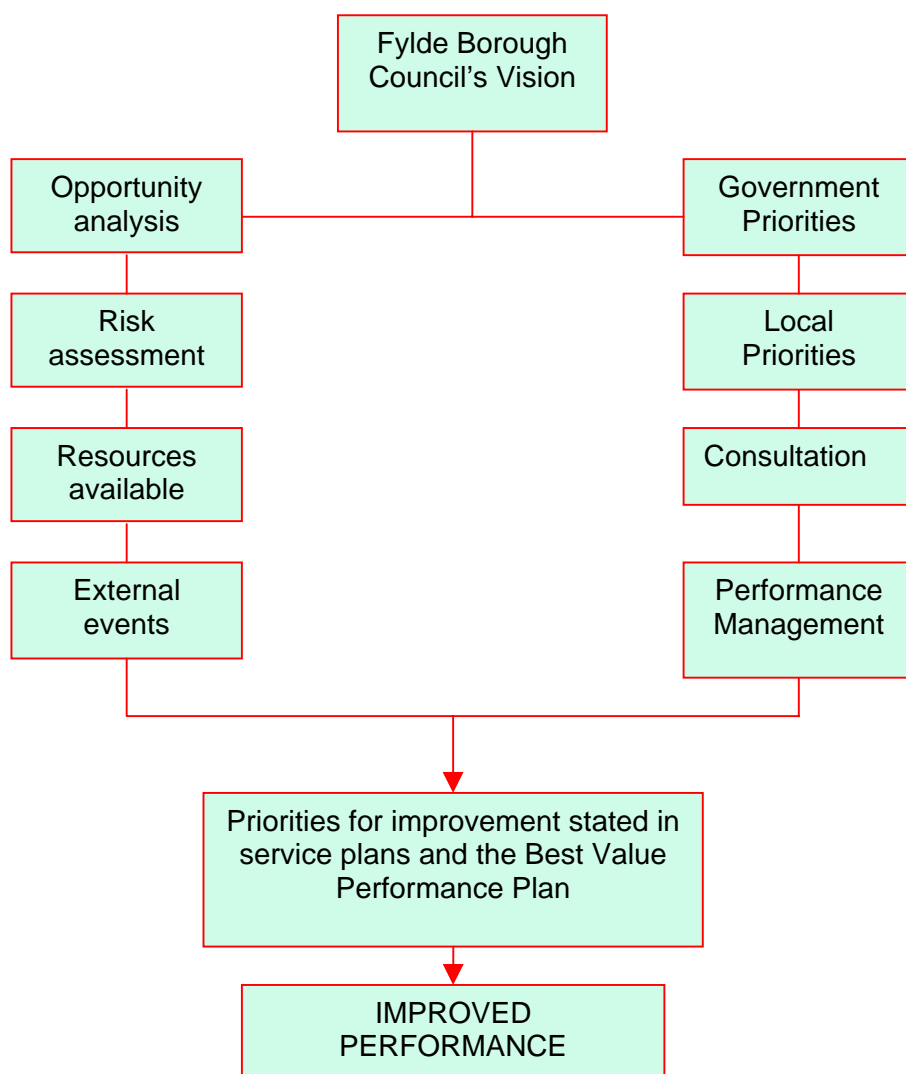 Fylde Borough
Council’s Vision
Opportunity
analysis
Government
Priorities
Risk
assessment
Local
Priorities
Resources
available
Consultation
External
events
Performance
Management
Priorities for improvement stated in
service plans and the Best Value
Performance Plan
IMPROVED
PERFORMANCE